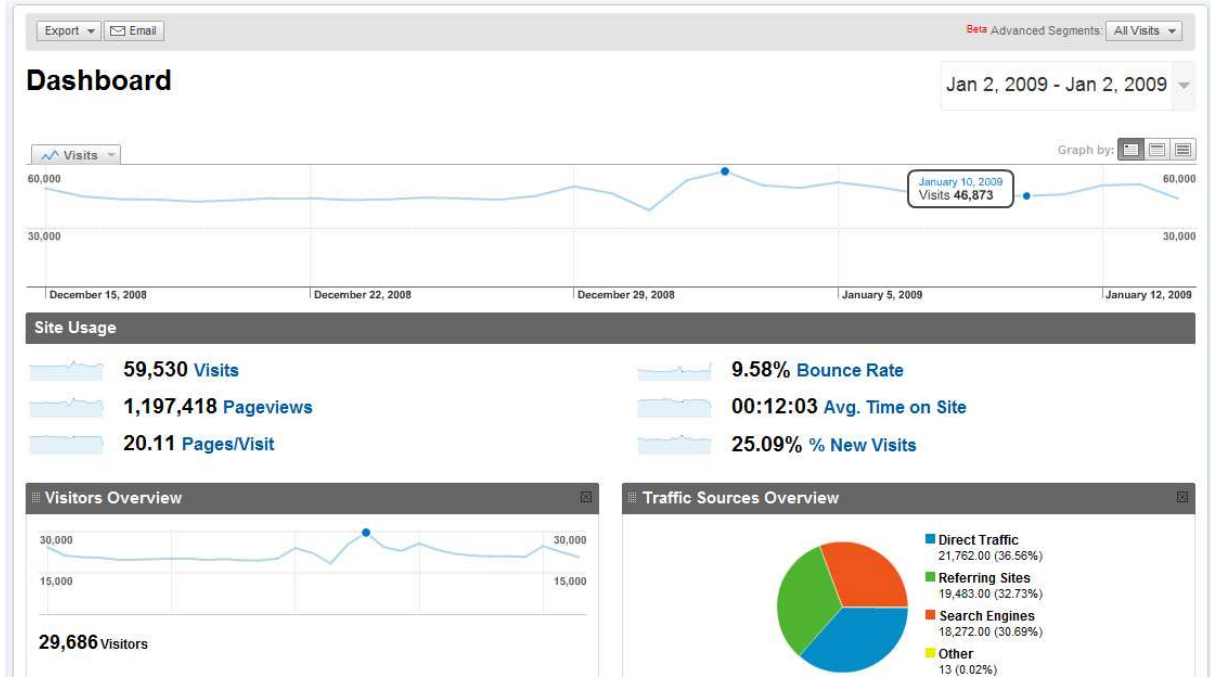 Export Email
Beta Advanced Segments: All Visits
Dashboard
Jan 2, 2009 - Jan 2, 2009
Visits
Graph by:
60,000 60,000
January 10, 2009
Visits 46,873
30,000 30,000
December 15, 2008 December 22, 2008 December 29, 2008 January 5, 2009 January 12, 2009
Site Usage
59,530 Visits
9.58% Bounce Rate
1,197,418 Pageviews
00:12:03 Avg. Time on Site
20.11 Pages/Visit
25.09% % New Visits
Visitors Overview
30,000 30,000
15,000 15,000
29,686 Visitors
Traffic Sources Overview
Direct Traffic
21,762.00 (36.56%)
Referring Sites
19,483.00 (32.73%)
Search Engines
18,272.00 (30.69%)
Other
13 (0.02%)